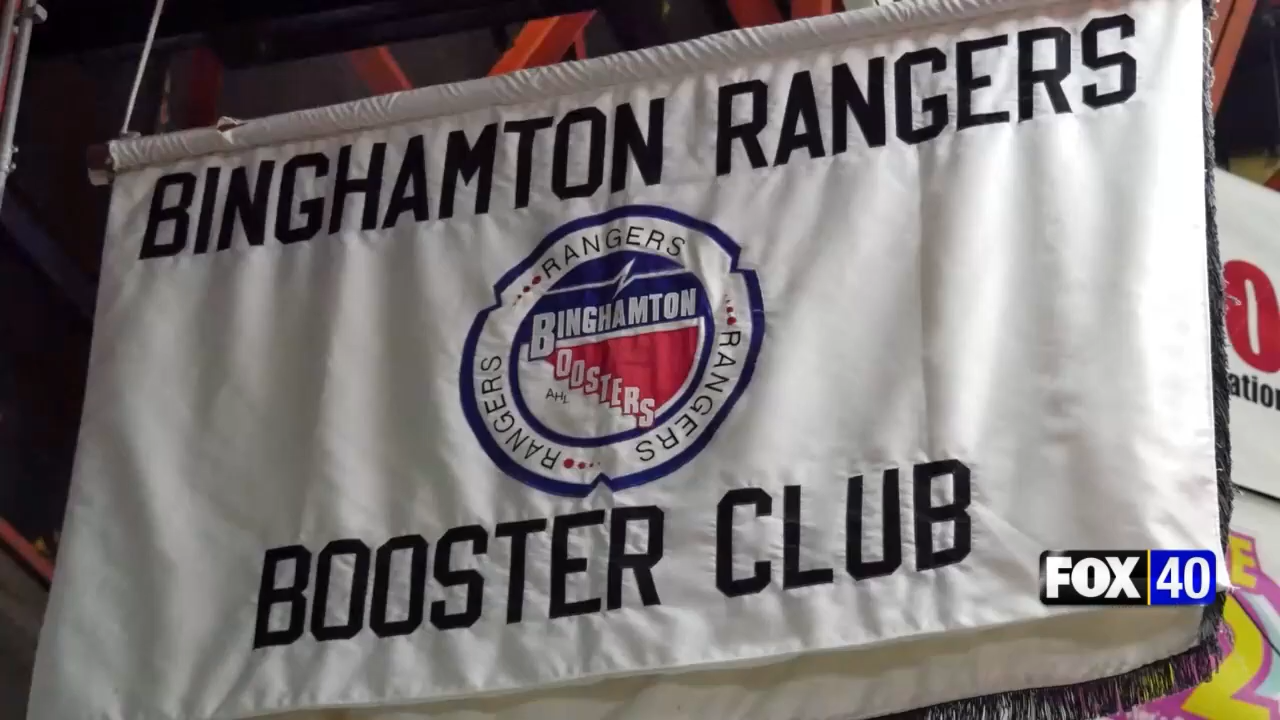 BINGHAMTON RANGERS
RANGERS
BINGHAMTON
BOOSTERS
AHL
RANGERS
RANGERS
RANGERS
BOOSTER CLUB
FOX 40